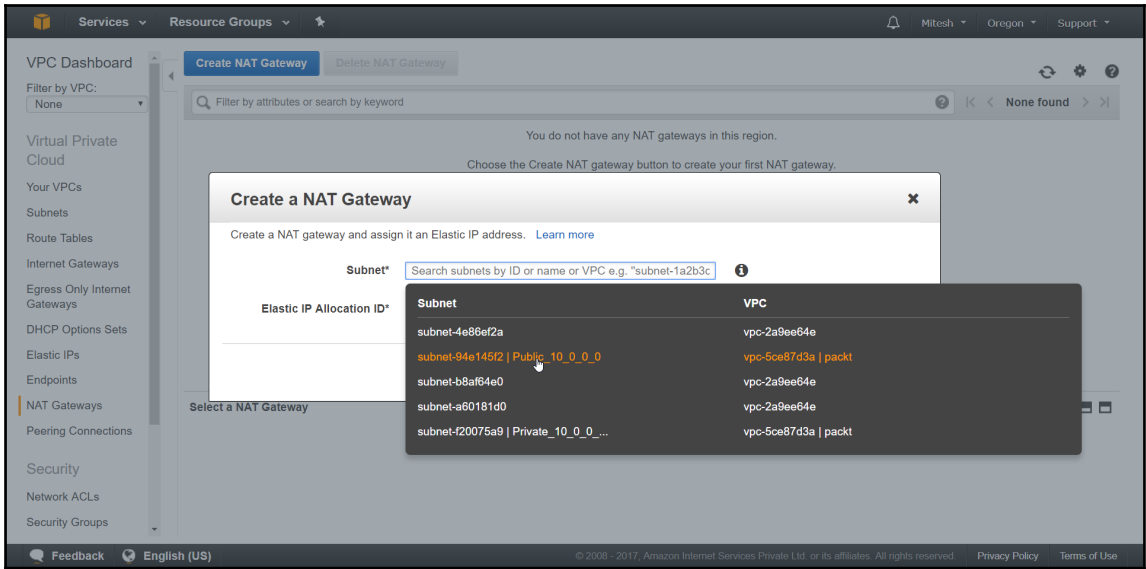 Services Resource Groups Mitesh Oregon Support
VPC Dashboard
Filter by VPC:
None
Virtual Private
Cloud
Your VPCs
Subnets
Route Tables
Internet Gateways
Egress Only Internet
Gateways
DHCP Options Sets
Elastic IPs
Endpoints
NAT Gateways
Peering Connections
Security
Network ACLs
Security Groups
Create NAT Gateway Delete NAT Gateway
Filter by attributes or search by keyword None found
You do not have any NAT gateways in this region.
Choose the Create NAT gateway button to create your first NAT gateway.
Create a NAT Gateway
Create a NAT gateway and assign it an Elastic IP address. Learn more
Subnet* Search subnets by ID or name or VPC e.g. "subnet-1a2b3c
Elastic IP Allocation ID*
Subnet VPC
subnet-4e86ef2a vpc-2a9ee64e
subnet-94e145f2 | Public_10_0_0_0 vpc-5ce87d3a | packt
subnet-b8af64e0 vpc-2a9ee64e
subnet-a60181d0 vpc-2a9ee64e
subnet-f20075a9 | Private_10_0_0_... vpc-5ce87d3a | packt
Select a NAT Gateway
Feedback English (US) © 2008 - 2017, Amazon Internet Services Private Ltd. or its affiliates. All rights reserved. Privacy Policy Terms of Use